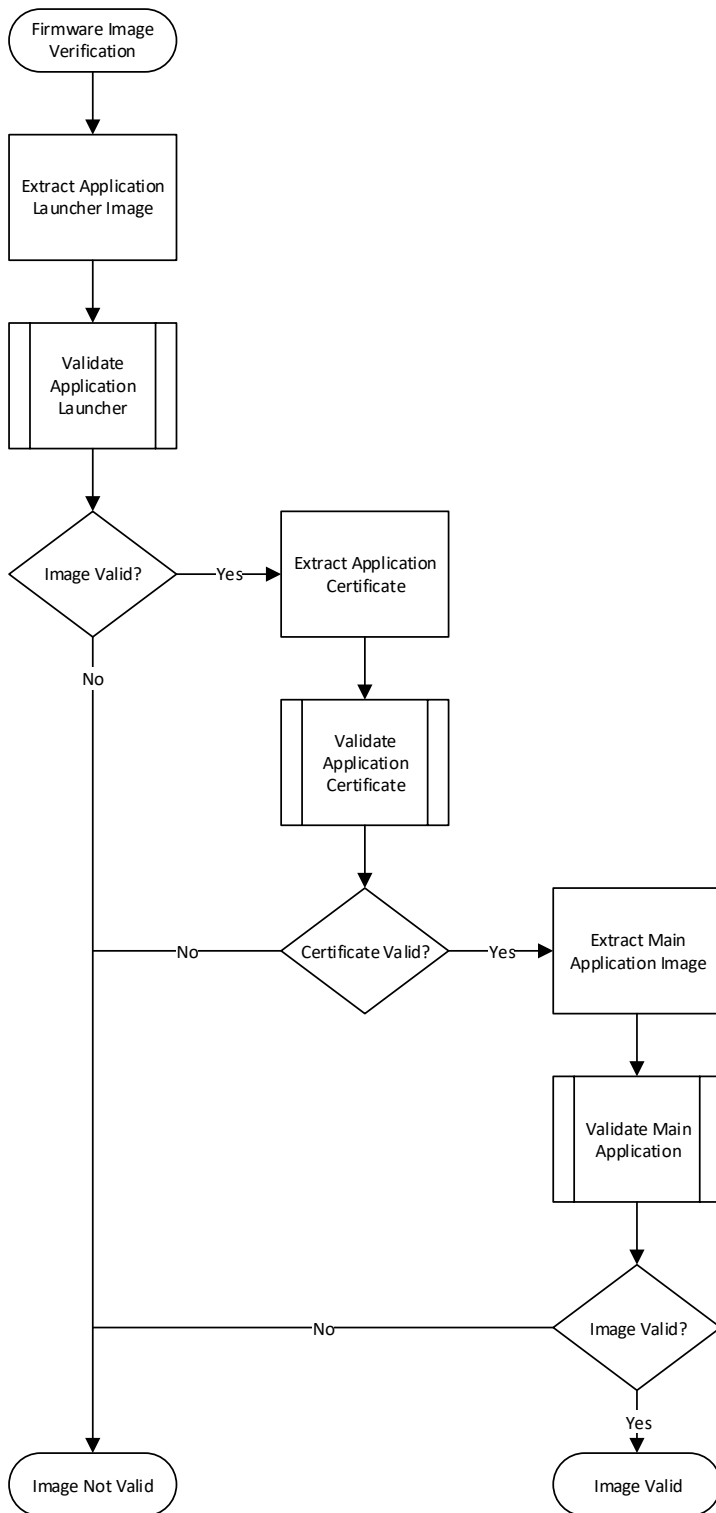 Firmware Image
Verification
Extract Application
Launcher Image
Validate
Application
Launcher
Image Valid?
Yes
Extract Application
Certificate
No
Validate
Application
Certificate
No
Certificate Valid?
Yes
Extract Main
Application Image
Validate Main
Application
No
Image Valid?
Yes
Image Not Valid
Image Valid